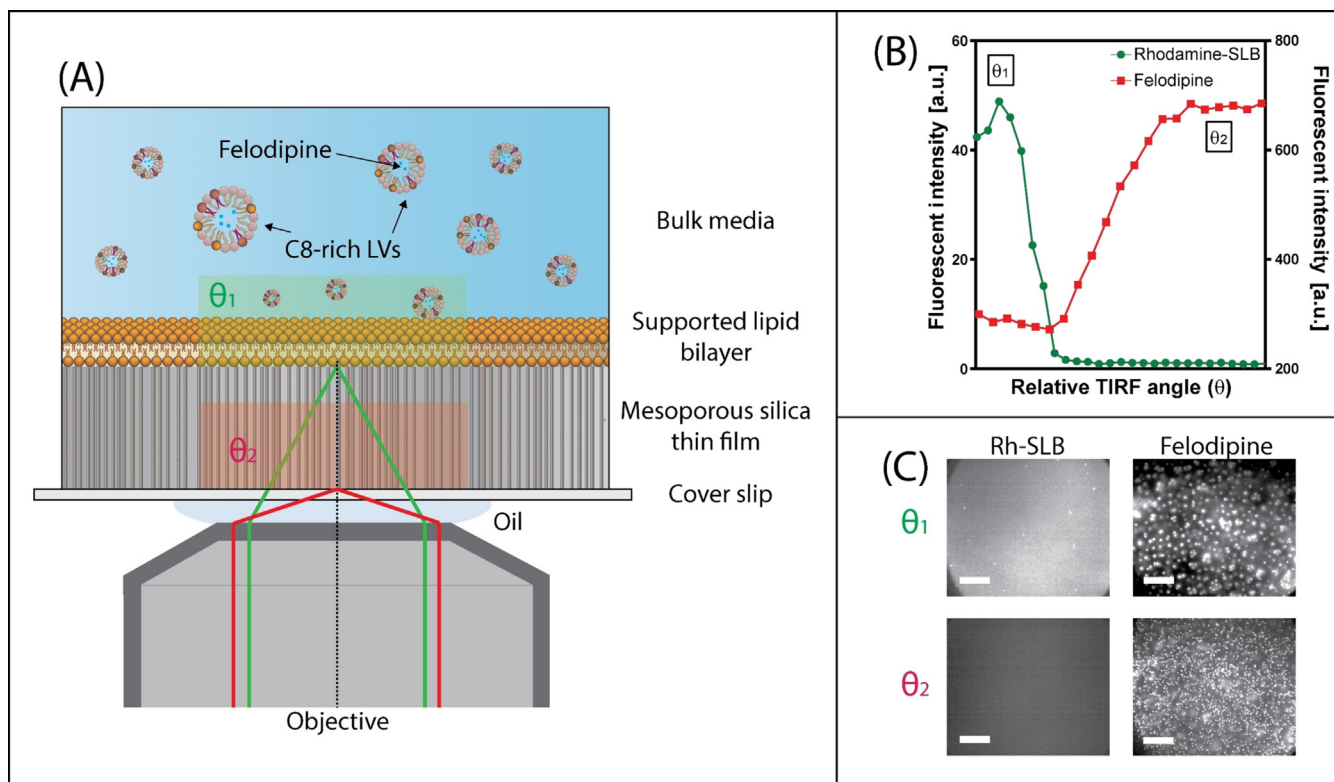 (A)
Felodipine
C8-rich LVs
θ1
θ2
Bulk media
Supported lipid
bilayer
Mesoporous silica
thin film
Cover slip
Oil
Objective
(B)
Fluorescent intensity [a.u.]
60
40
20
0
θ1
Rhodamine-SLB
Felodipine
θ2
800
600
400
200
Fluorescent intensity [a.u.]
Relative TIRF angle (θ)
(C)
Rh-SLB
Felodipine
θ1
θ2